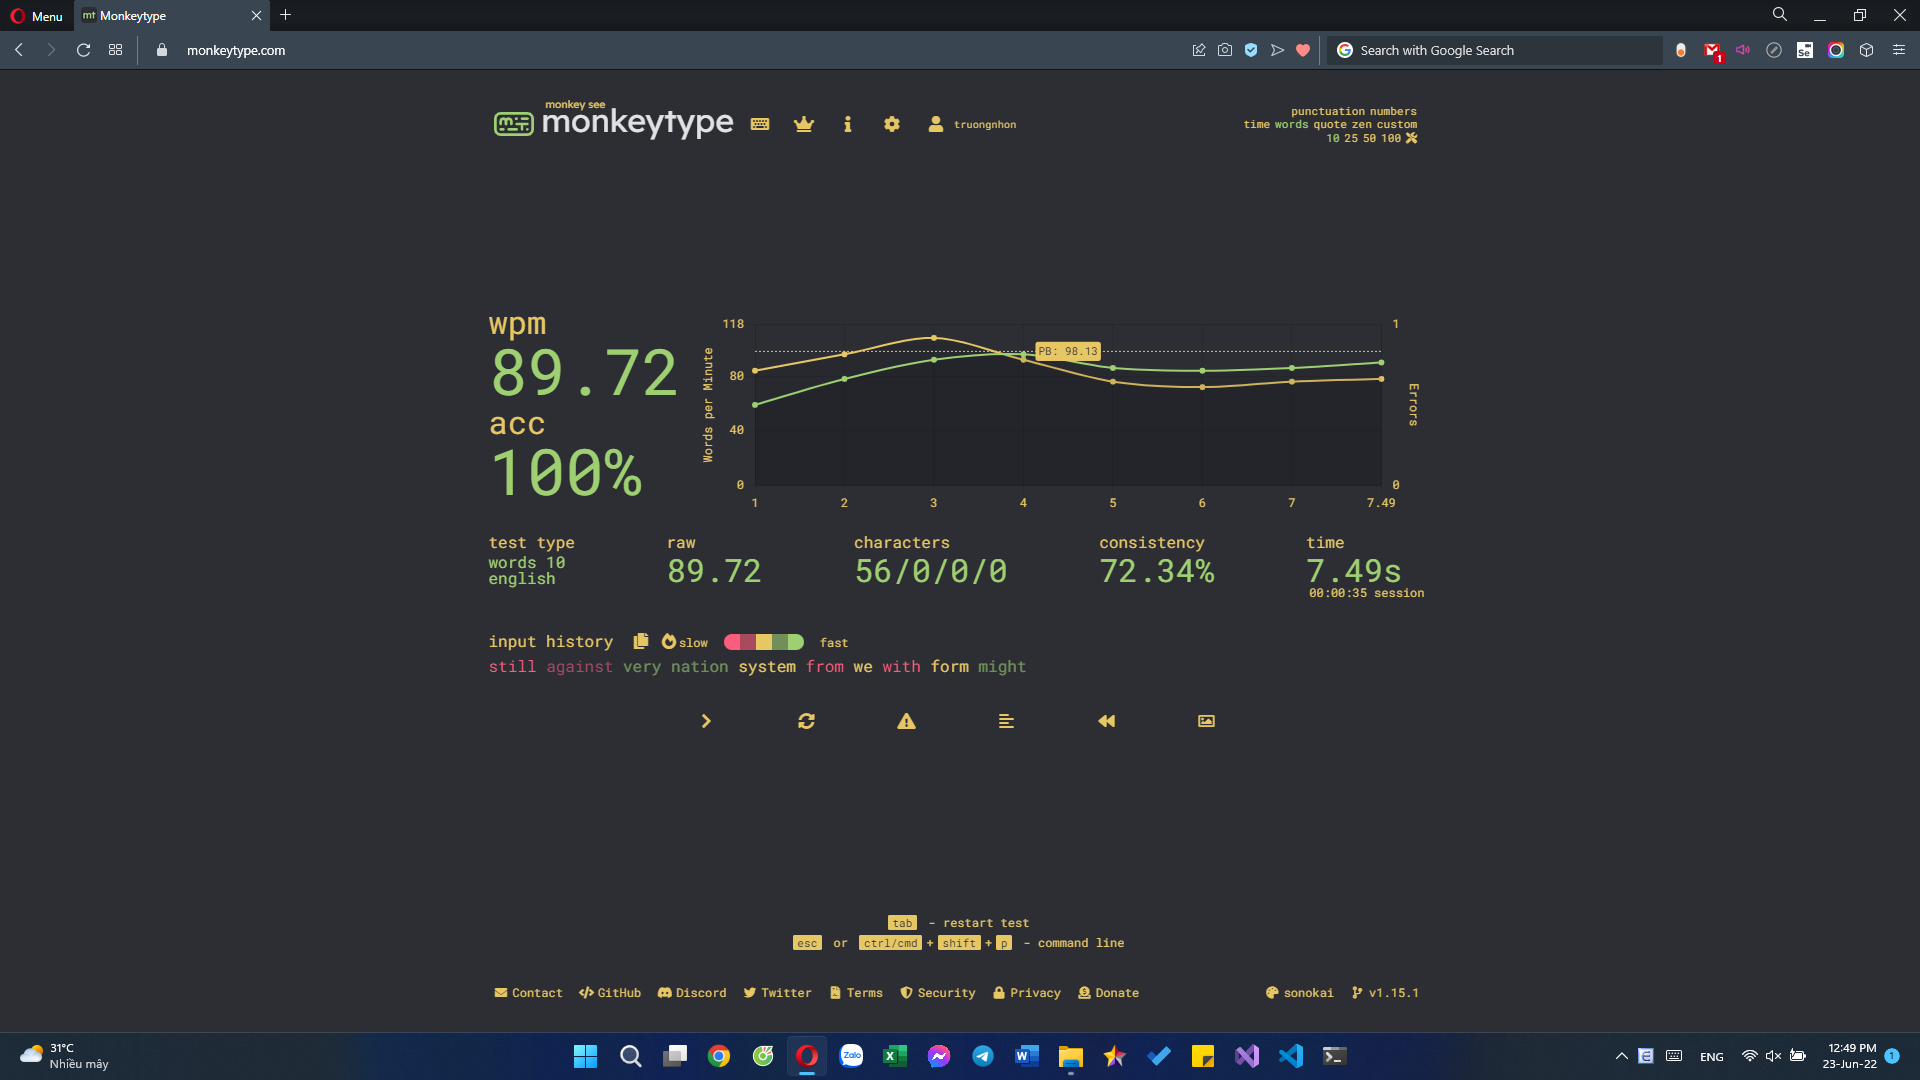 Menu
mt Monkeytype
monkeytype.com
Search with Google Search
1
Se
monkey see
monkeytype
truongnhon
punctuation numbers
time words quote zen custom
10 25 50 100
wpm
89.72
acc
100%
Words per Minute
118
80
40
0
PB: 98.13
1
0
Errors
1 2 3 4 5 6 7 7.49
test type
words 10
english
raw
89.72
characters
56/0/0/0
consistency
72.34%
time
7.49s
00:00:35 session
input history slow fast
still against very nation system from we with form might
tab - restart test
esc or ctrl/cmd + shift + p - command line
Contact GitHub Discord Twitter Terms Security Privacy Donate sonokai v1.15.1
31°C
Nhiều mây
Zalo
ENG
12:49 PM
23-Jun-22
1